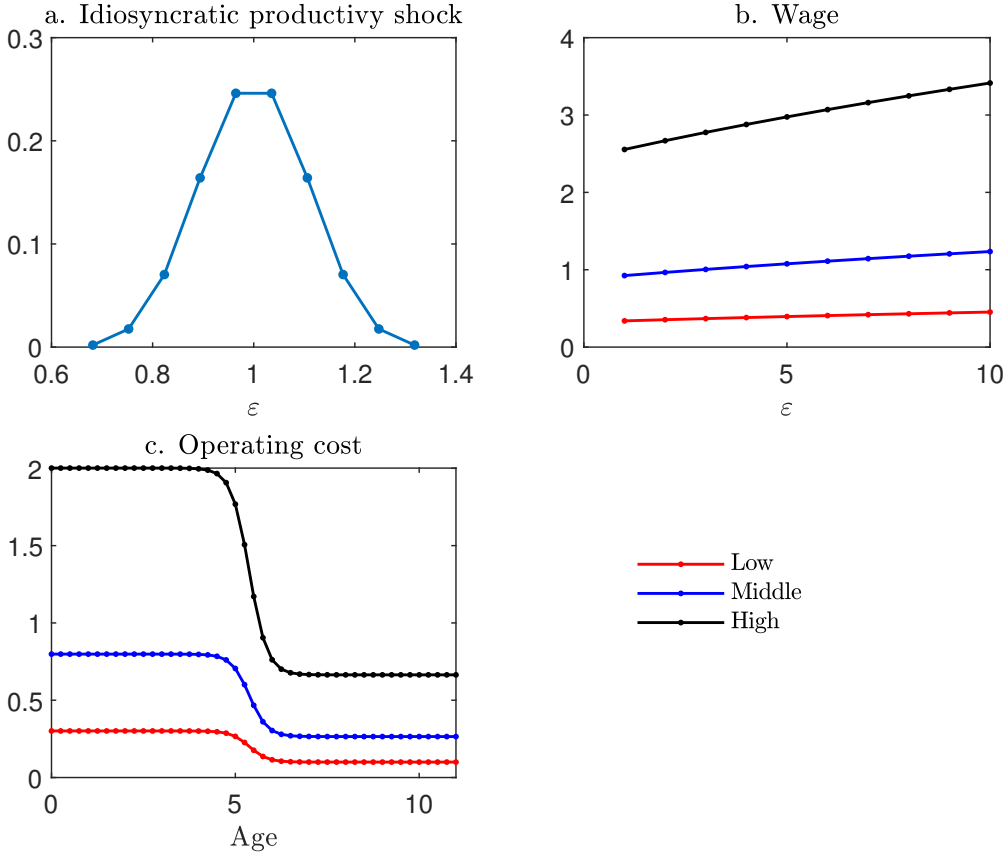 a. Idiosyncratic productivy shock
0.3
0.2
0.1
0
0.6 0.8 1 1.2 1.4
ε
b. Wage
4
3
2
1
0
0 5 10
ε
c. Operating cost
2
1.5
1
0.5
0
0 5 10
Age
Low
Middle
High